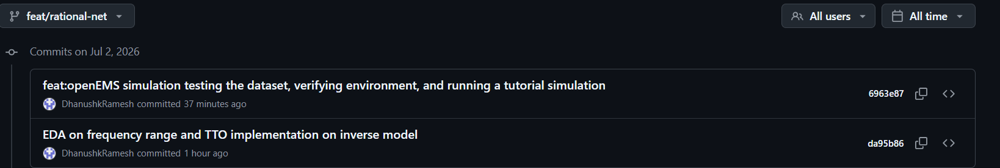 feat/rational-net
All users
All time
Commits on Jul 2, 2026
feat:openEMS simulation testing the dataset, verifying environment, and running a tutorial simulation
DhanushkRamesh committed 37 minutes ago
6963e87
EDA on frequency range and TTO implementation on inverse model
DhanushkRamesh committed 1 hour ago
da95b86